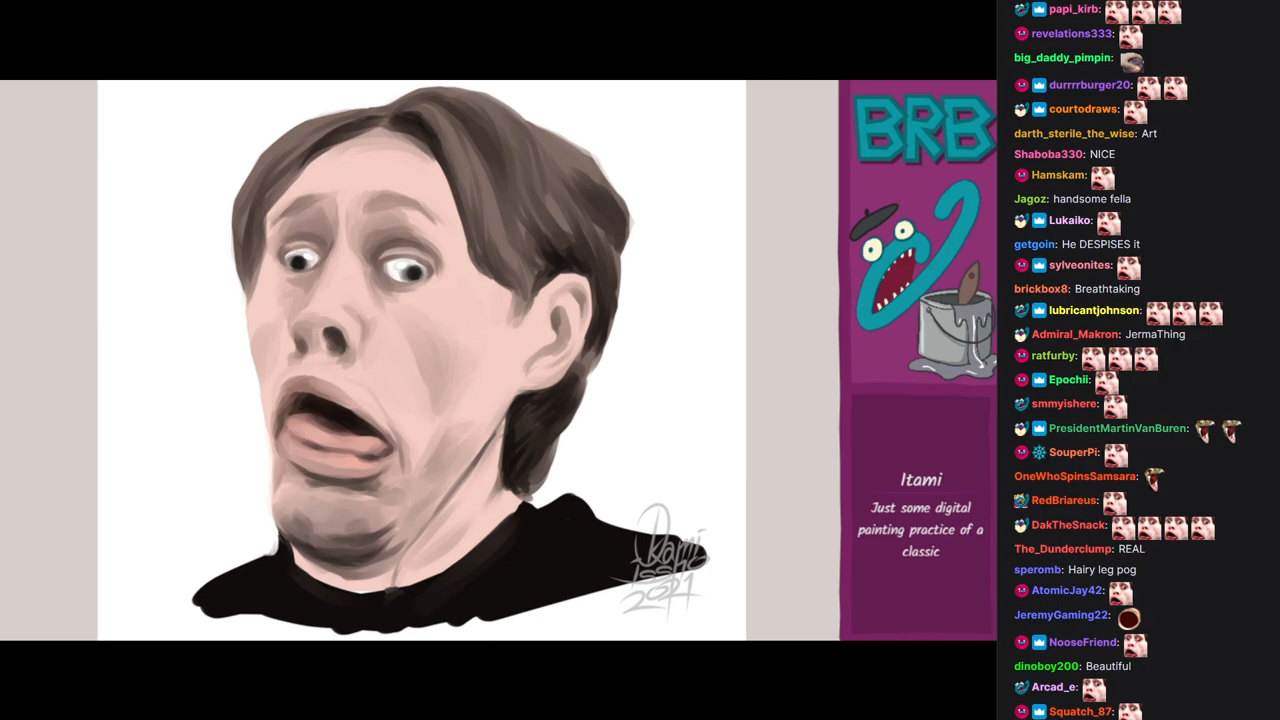 BRB
Itami
Just some digital
painting practice of a
classic
2021
papi_kirb:
revelations333:
big_daddy_pimpin:
durrrrburger20:
courtodraws:
darth_sterile_the_wise: Art
Shaboba330: NICE
Hamskam:
Jagoz: handsome fella
Lukaiko:
getgoin: He DESPISES it
sylveonites:
brickbox8: Breathtaking
lubricantjohnson:
Admiral_Makron: JermaThing
ratfurby:
Epochii:
smmyishere:
PresidentMartinVanBuren:
SouperPi:
OneWhoSpinsSamsara:
RedBriareus:
DakTheSnack:
The_Dunderclump: REAL
speromb: Hairy leg pog
AtomicJay42:
JeremyGaming22:
NooseFriend:
dinoboy200: Beautiful
Arcad_e:
Squatch_87: